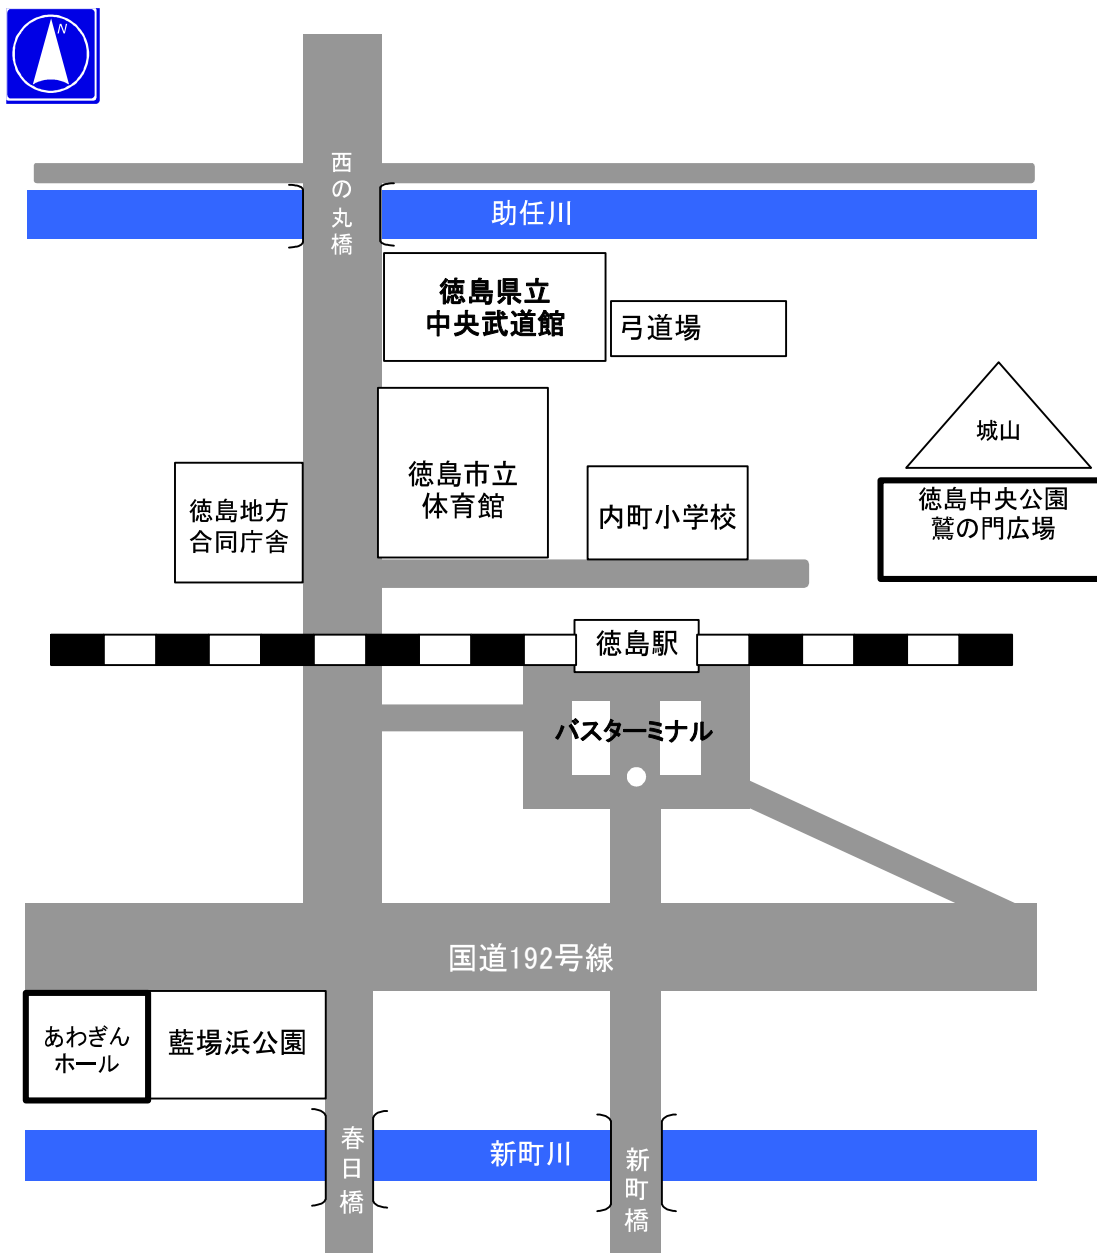 N
西の丸橋
助任川
徳島県立
中央武道館
弓道場
城山
徳島市立
体育館
徳島地方
合同庁舎
内町小学校
徳島中央公園
鷲の門広場
徳島駅
バスターミナル
国道192号線
あわぎん
ホール
藍場浜公園
春日橋
新町川
新町橋